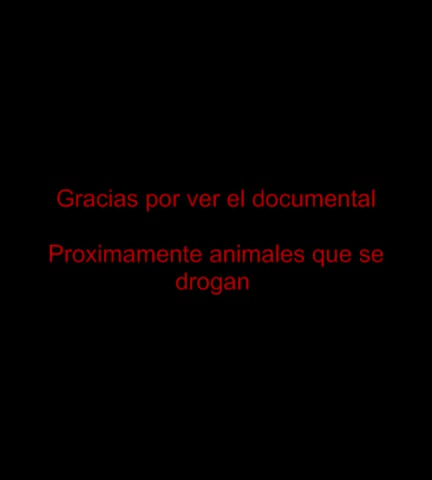 Gracias por ver el documental
Proximamente animales que se
drogan